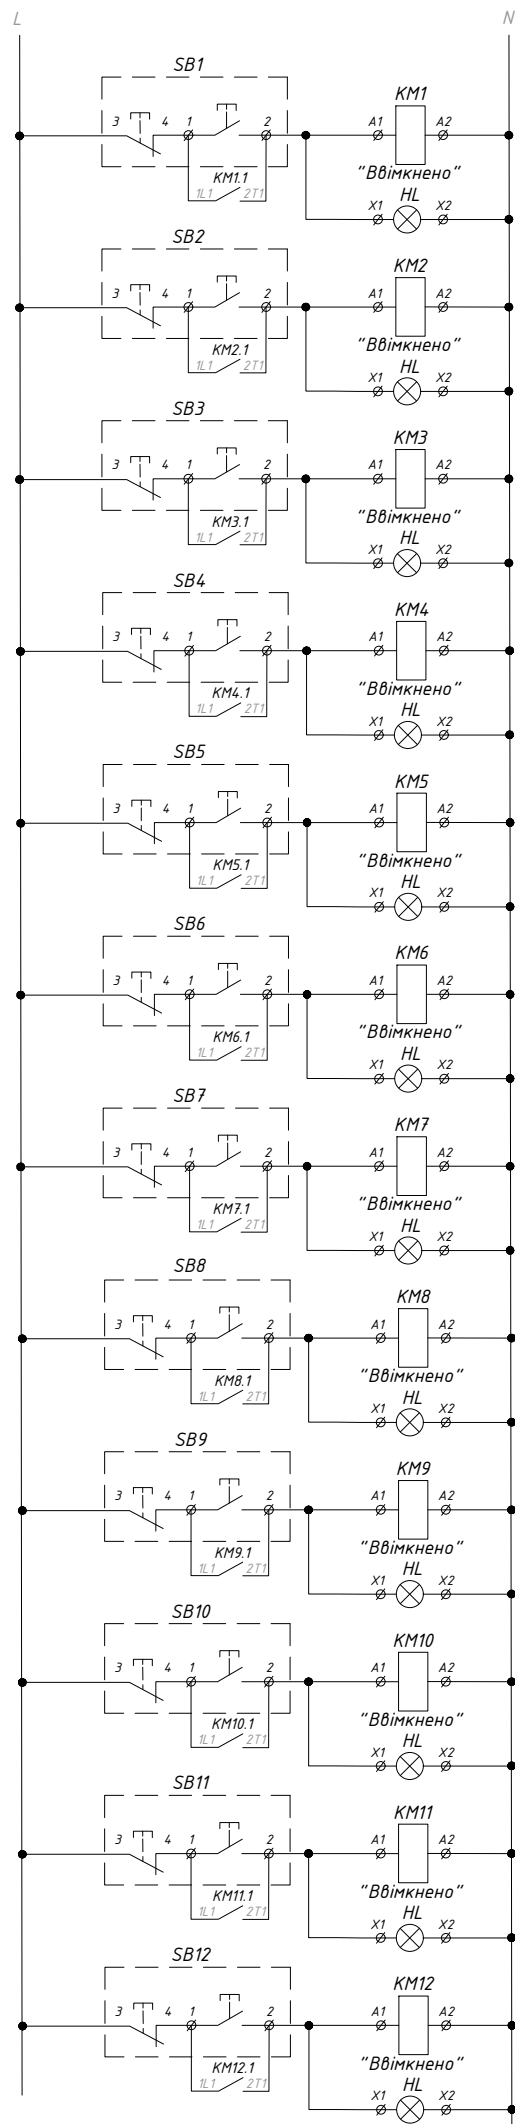 L N
SB1
KM1
3 4 1 2 A1 A2
KM1.1 "Ввімкнено"
1L1 2T1 X1 HL X2
SB2
KM2
3 4 1 2 A1 A2
KM2.1 "Ввімкнено"
1L1 2T1 X1 HL X2
SB3
KM3
3 4 1 2 A1 A2
KM3.1 "Ввімкнено"
1L1 2T1 X1 HL X2
SB4
KM4
3 4 1 2 A1 A2
KM4.1 "Ввімкнено"
1L1 2T1 X1 HL X2
SB5
KM5
3 4 1 2 A1 A2
KM5.1 "Ввімкнено"
1L1 2T1 X1 HL X2
SB6
KM6
3 4 1 2 A1 A2
KM6.1 "Ввімкнено"
1L1 2T1 X1 HL X2
SB7
KM7
3 4 1 2 A1 A2
KM7.1 "Ввімкнено"
1L1 2T1 X1 HL X2
SB8
KM8
3 4 1 2 A1 A2
KM8.1 "Ввімкнено"
1L1 2T1 X1 HL X2
SB9
KM9
3 4 1 2 A1 A2
KM9.1 "Ввімкнено"
1L1 2T1 X1 HL X2
SB10
KM10
3 4 1 2 A1 A2
KM10.1 "Ввімкнено"
1L1 2T1 X1 HL X2
SB11
KM11
3 4 1 2 A1 A2
KM11.1 "Ввімкнено"
1L1 2T1 X1 HL X2
SB12
KM12
3 4 1 2 A1 A2
KM12.1 "Ввімкнено"
1L1 2T1 X1 HL X2